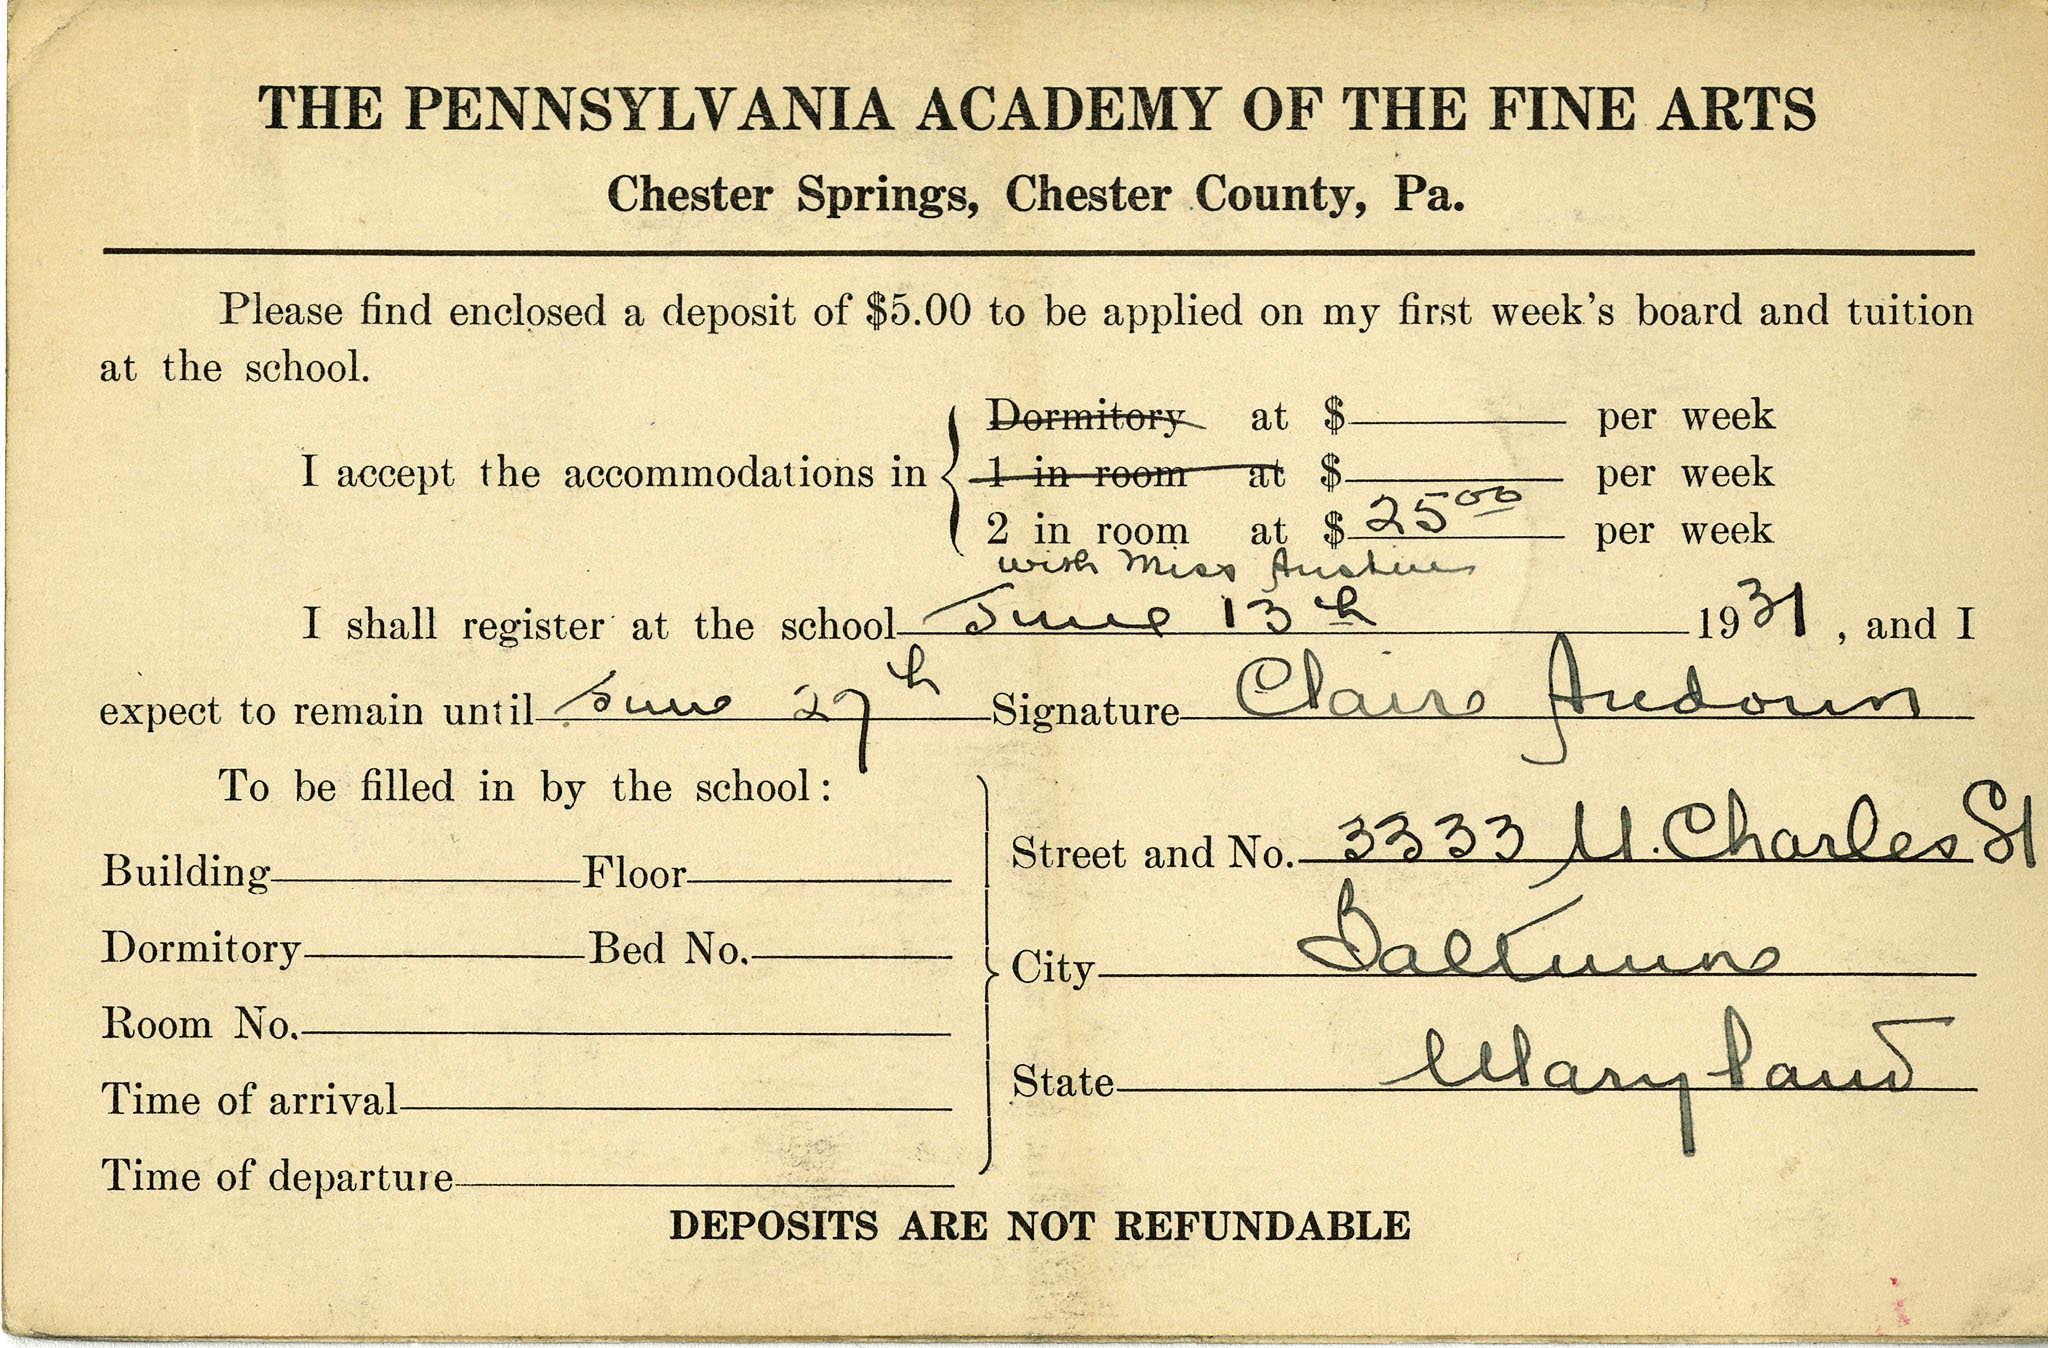 THE PENNSYLVANIA ACADEMY OF THE FINE ARTS
Chester Springs, Chester County, Pa.
Please find enclosed a deposit of $5.00 to be applied on my first week's board and tuition
at the school.
Dormitory at $ per week
I accept the accommodations in 1 in room at $ per week
2 in room at $ 25 00 per week
with Miss
I shall register at the school June 13th 1931, and I
expect to remain until June 27th Signature Claire
To be filled in by the school:
Street and No. 3333 N. Charles St
Building Floor
Dormitory Bed No.
City Baltimore
Room No.
State Maryland
Time of arrival
Time of departure
DEPOSITS ARE NOT REFUNDABLE